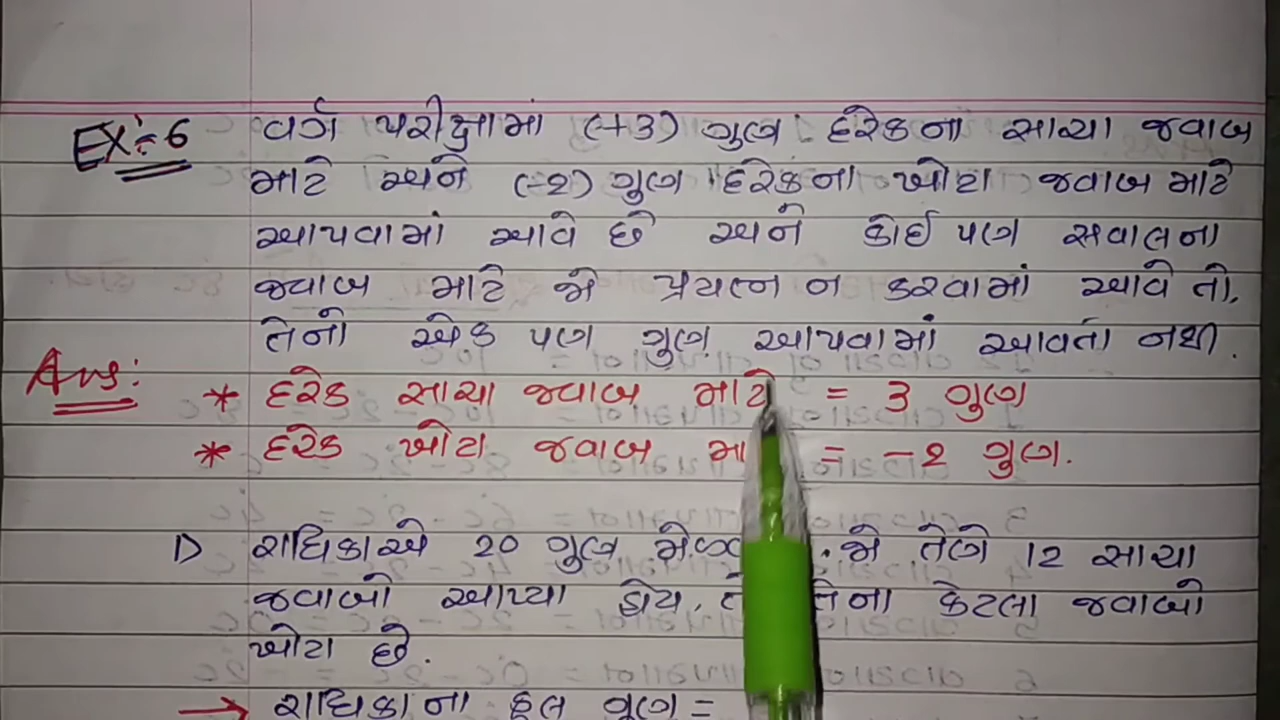 Ex:-6 વર્ગ પરીક્ષામાં (+3) ગુણ દરેકના સાચા જવાબ
માટે અને (-2) ગુણ દરેકના ખોટા જવાબ માટે
આપવામાં આવે છે અને કોઈ પણ સવાલના
જવાબ માટે જો પ્રયત્ન ન કરવામાં આવે તો,
તેનો એક પણ ગુણ આપવામાં આવતા નથી.
Ans:
* દરેક સાચા જવાબ માટે = 3 ગુણ
* દરેક ખોટા જવાબ = -2 ગુણ.
1) રાધિકાએ 20 ગુણ જો તેણે 12 સાચા
જવાબો આપ્યા હોય, કેટલા જવાબો
ખોટા છે.
→ રાધિકાના કુલ ગુણ =